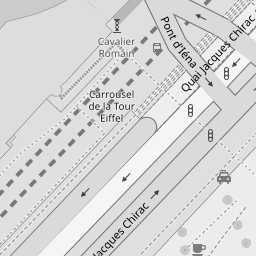 Cavalier
Romain
Pont d'Iéna
Quai Jacques Chirac
Carrousel
de la Tour
Eiffel
Jacques Chirac